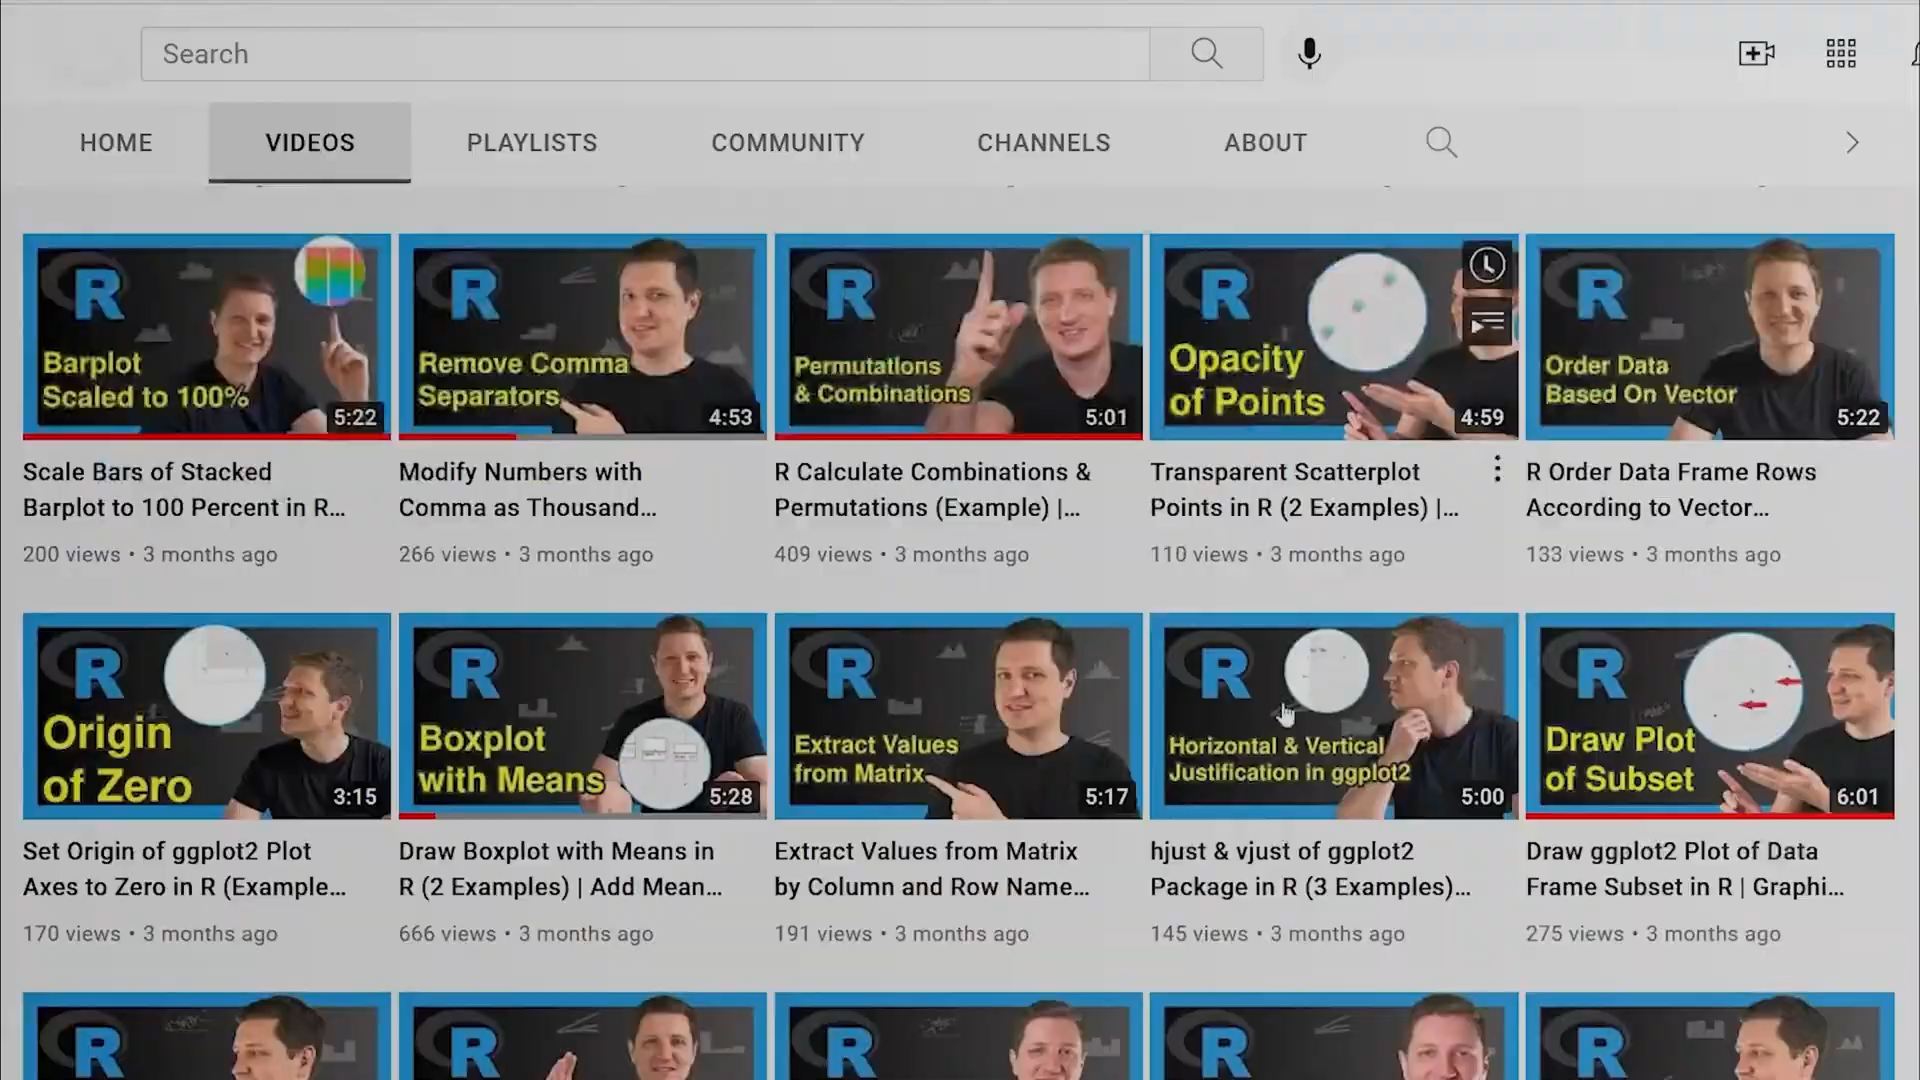 Search
HOME
VIDEOS
PLAYLISTS
COMMUNITY
CHANNELS
ABOUT
R
Barplot
Scaled to 100%
5:22
R
Remove Comma
Separators
4:53
R
Permutations
& Combinations
5:01
R
Opacity
of Points
4:59
R
Order Data
Based On Vector
5:22
Scale Bars of Stacked
Barplot to 100 Percent in R...
200 views • 3 months ago
Modify Numbers with
Comma as Thousand...
266 views • 3 months ago
R Calculate Combinations &
Permutations (Example) |...
409 views • 3 months ago
Transparent Scatterplot
Points in R (2 Examples) |...
110 views • 3 months ago
R Order Data Frame Rows
According to Vector...
133 views • 3 months ago
R
Origin
of Zero
3:15
R
Boxplot
with Means
5:28
R
Extract Values
from Matrix
5:17
R
Horizontal & Vertical
Justification in ggplot2
5:00
R
Draw Plot
of Subset
6:01
Set Origin of ggplot2 Plot
Axes to Zero in R (Example...
170 views • 3 months ago
Draw Boxplot with Means in
R (2 Examples) | Add Mean...
666 views • 3 months ago
Extract Values from Matrix
by Column and Row Name...
191 views • 3 months ago
hjust & vjust of ggplot2
Package in R (3 Examples)...
145 views • 3 months ago
Draw ggplot2 Plot of Data
Frame Subset in R | Graphi...
275 views • 3 months ago
R
R
R
R
R